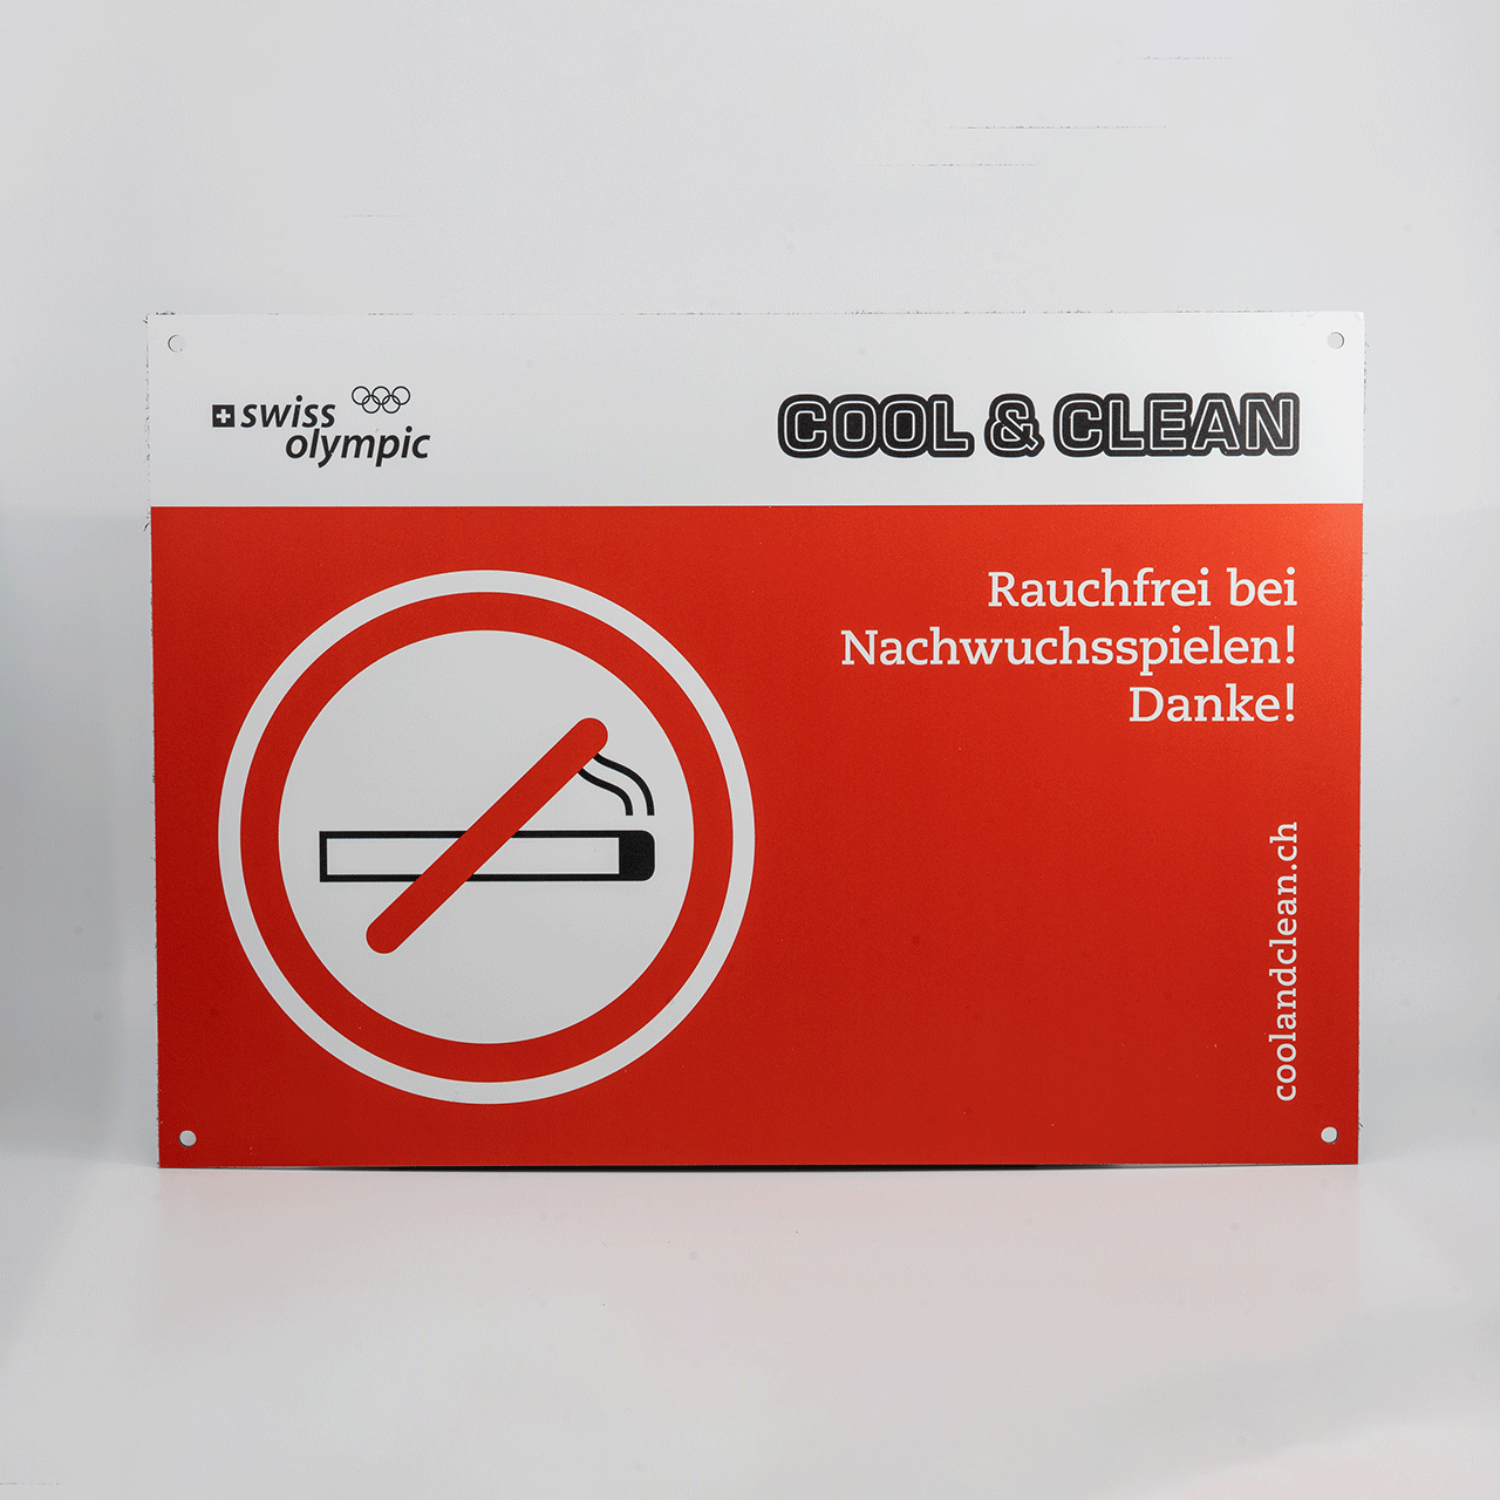 swiss
olympic
COOL & CLEAN
Rauchfrei bei
Nachwuchsspielen!
Danke!
coolandclean.ch